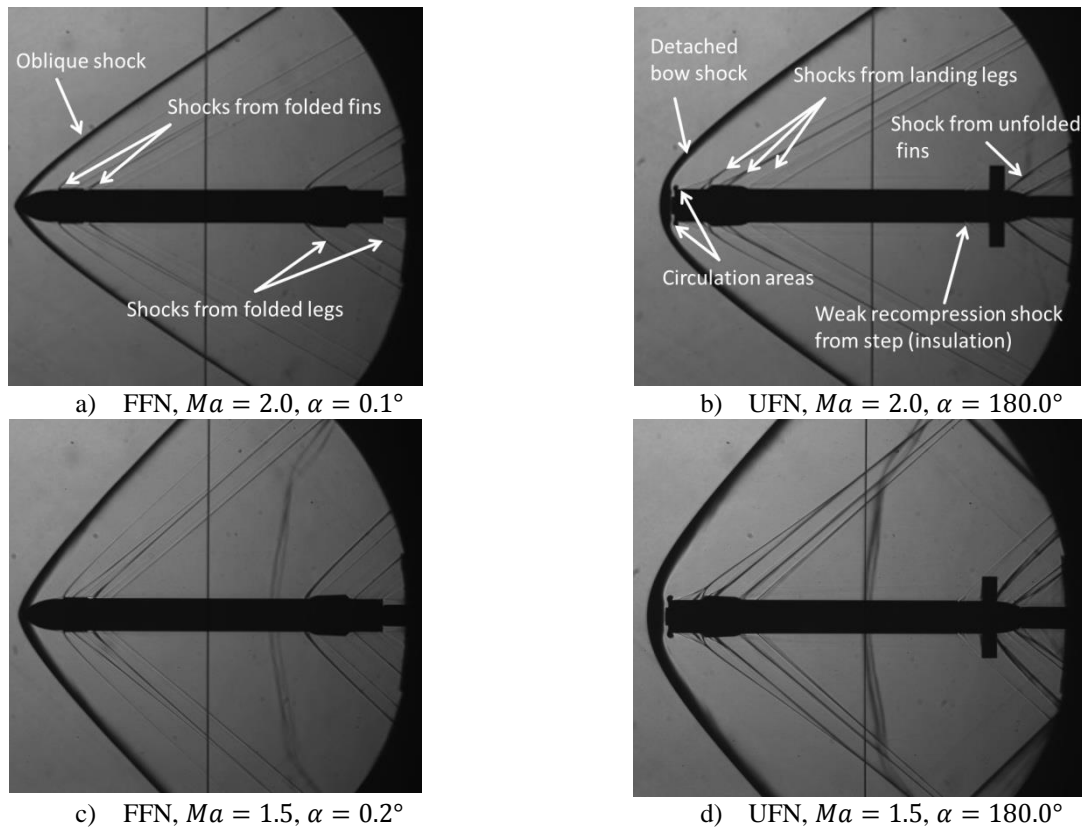 Oblique shock
Shocks from folded fins
Shocks from folded legs
Detached
bow shock
Shocks from landing legs
Shock from unfolded
fins
Circulation areas
Weak recompression shock
from step (insulation)
a) FFN, 𝑀𝑎 = 2.0, 𝛼 = 0.1°
b) UFN, 𝑀𝑎 = 2.0, 𝛼 = 180.0°
c) FFN, 𝑀𝑎 = 1.5, 𝛼 = 0.2°
d) UFN, 𝑀𝑎 = 1.5, 𝛼 = 180.0°